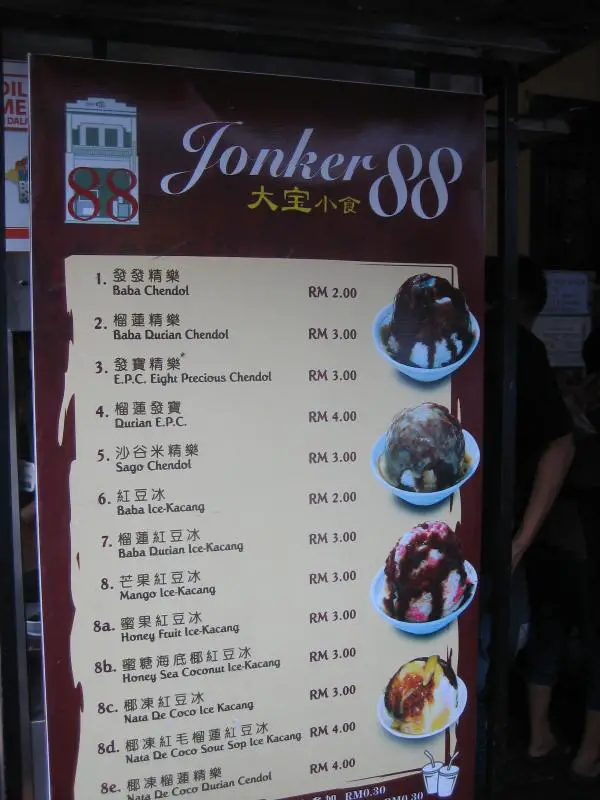 DIL
ME
DALA
88
Jonker 88
大宝小食
1. 發發精樂
Baba Chendol
RM 2.00
2. 榴蓮精樂
Baba Durian Chendol
RM 3.00
3. 發寶精樂*
E.P.C. Eight Precious Chendol
RM 3.00
4. 榴蓮發寶
Durian E.P.C.
RM 4.00
5. 沙谷米精樂
Sago Chendol
RM 3.00
6. 紅豆冰
Baba Ice-Kacang
RM 2.00
7. 榴蓮紅豆冰
Baba Durian Ice-Kacang
RM 3.00
8. 芒果紅豆冰
Mango Ice-Kacang
RM 3.00
8a. 蜜果紅豆冰
Honey Fruit Ice-Kacang
RM 3.00
8b. 蜜糖海底椰紅豆冰
Honey Sea Coconut Ice-Kacang
RM 3.00
8c. 椰凍紅豆冰
Nata De Coco Ice Kacang
RM 3.00
8d. 椰凍紅毛榴蓮紅豆冰
Nata De Coco Sour Sop Ice Kacang
RM 4.00
8e. 椰凍榴蓮精樂
Nata De Coco Durian Cendol
RM 4.00
加 RM0.30
RM0.30